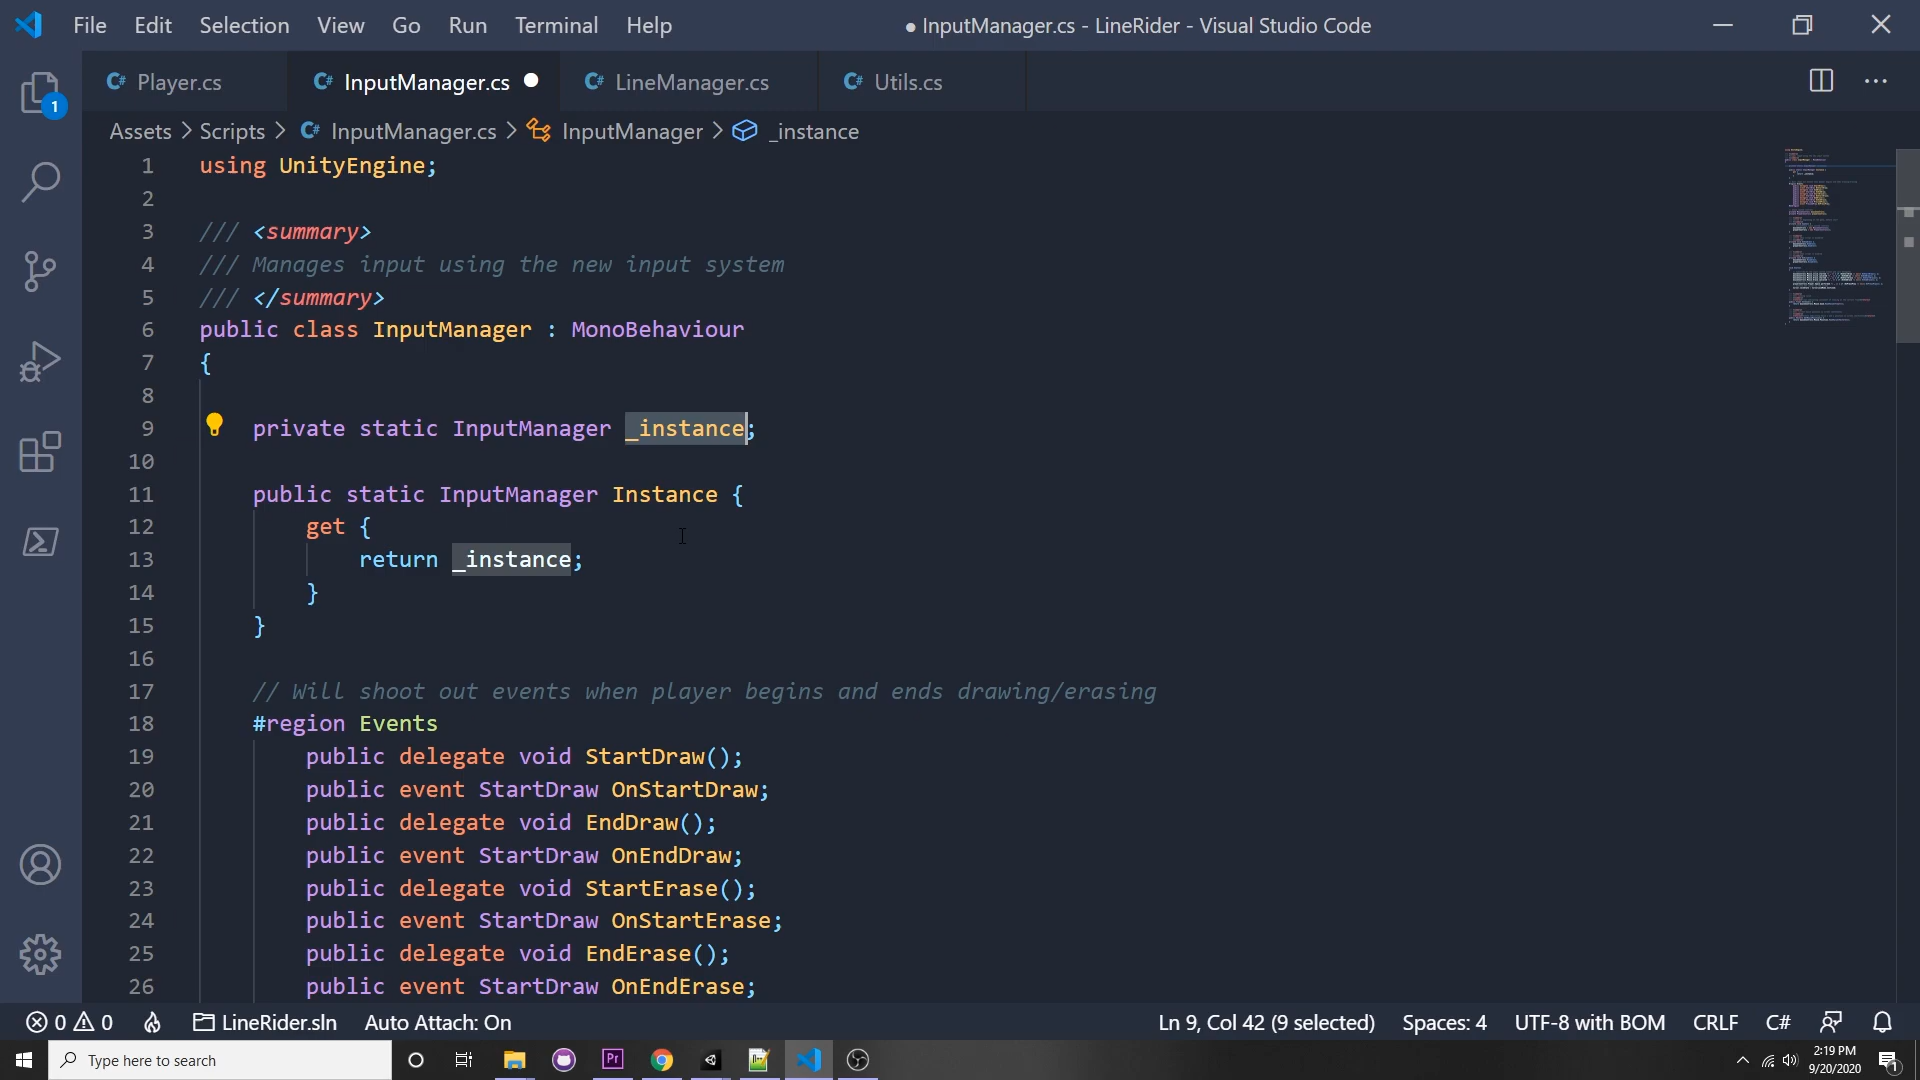 File Edit Selection View Go Run Terminal Help
● InputManager.cs - LineRider - Visual Studio Code
Player.cs
InputManager.cs
LineManager.cs
Utils.cs
Assets > Scripts > InputManager.cs > InputManager > _instance
1
1 using UnityEngine;
2
3 /// <summary>
4 /// Manages input using the new input system
5 /// </summary>
6 public class InputManager : MonoBehaviour
7 {
8
9 private static InputManager _instance;
10
11 public static InputManager Instance {
12 get {
13 return _instance;
14 }
15 }
16
17 // Will shoot out events when player begins and ends drawing/erasing
18 #region Events
19 public delegate void StartDraw();
20 public event StartDraw OnStartDraw;
21 public delegate void EndDraw();
22 public event StartDraw OnEndDraw;
23 public delegate void StartErase();
24 public event StartDraw OnStartErase;
25 public delegate void EndErase();
26 public event StartDraw OnEndErase;
0 0 LineRider.sln Auto Attach: On
Ln 9, Col 42 (9 selected) Spaces: 4 UTF-8 with BOM CRLF C#
Type here to search
Pr
2:19 PM
9/20/2020
1